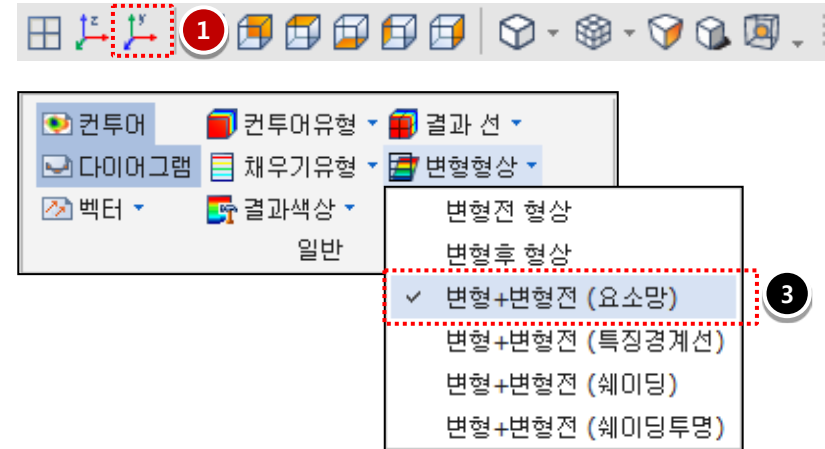 z y 1
컨투어 컨투어유형 결과 선
다이어그램 채우기유형 변형형상
벡터 결과색상
일반
변형전 형상
변형후 형상
변형+변형전 (요소망) 3
변형+변형전 (특징경계선)
변형+변형전 (쉐이딩)
변형+변형전 (쉐이딩투명)